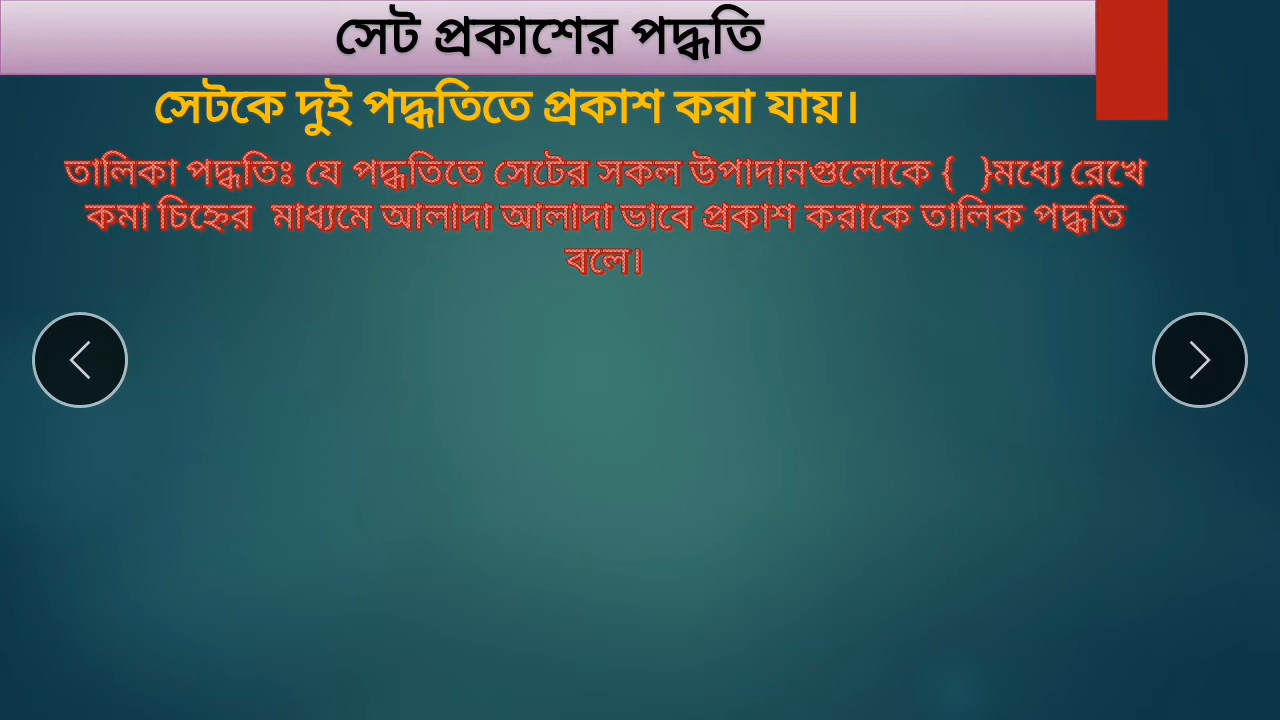 সেট প্রকাশের পদ্ধতি
সেটকে দুই পদ্ধতিতে প্রকাশ করা যায়।
তালিকা পদ্ধতিঃ যে পদ্ধতিতে সেটের সকল উপাদানগুলোকে {   }মধ্যে রেখে
কমা চিহ্নের  মাধ্যমে আলাদা আলাদা ভাবে প্রকাশ করাকে তালিক পদ্ধতি
বলে।